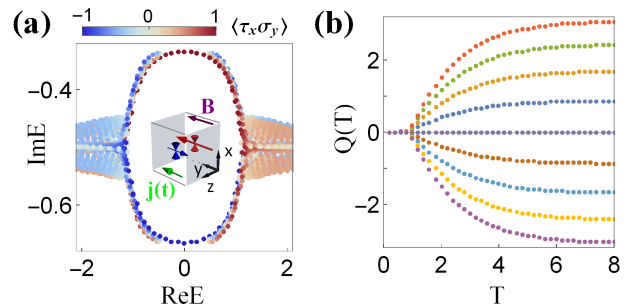 (a)
−1 0 1 ⟨τxσy⟩
ImE
−0.4
−0.6
B
x
y
z
j(t)
−2 −1 0 1 2
ReE
(b)
Q(T)
2
0
−2
0 2 4 6 8
T